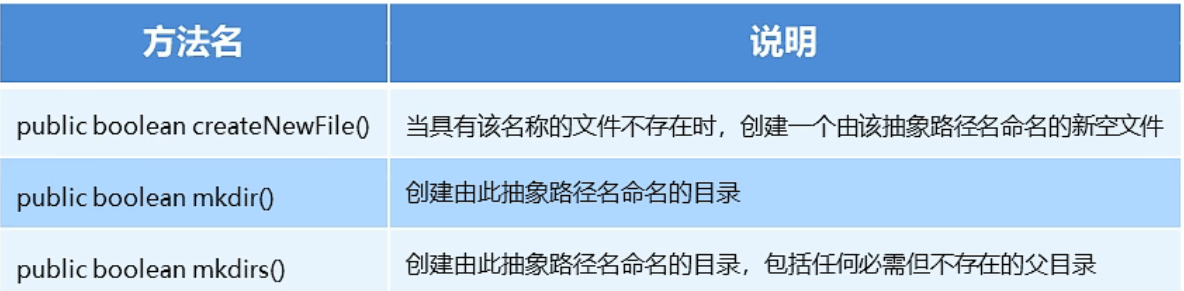 方法名 说明
public boolean createNewFile() 当具有该名称的文件不存在时，创建一个由该抽象路径名命名的新空文件
public boolean mkdir() 创建由此抽象路径名命名的目录
public boolean mkdirs() 创建由此抽象路径名命名的目录，包括任何必需但不存在的父目录